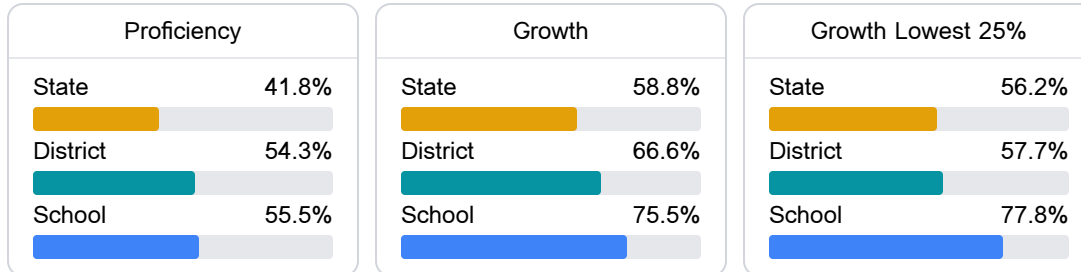 Proficiency
State 41.8%
District 54.3%
School 55.5%
Growth
State 58.8%
District 66.6%
School 75.5%
Growth Lowest 25%
State 56.2%
District 57.7%
School 77.8%